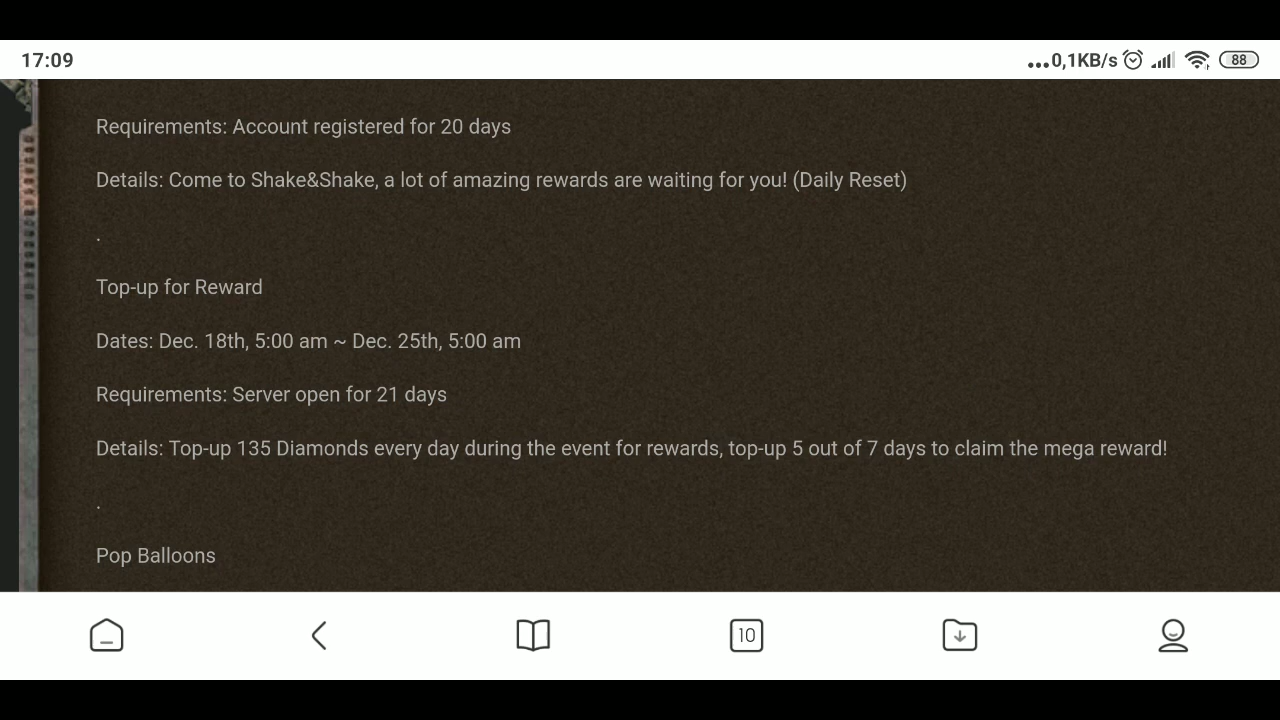 17:09
...0,1KB/s 88
Requirements: Account registered for 20 days
Details: Come to Shake&Shake, a lot of amazing rewards are waiting for you! (Daily Reset)
.
Top-up for Reward
Dates: Dec. 18th, 5:00 am ~ Dec. 25th, 5:00 am
Requirements: Server open for 21 days
Details: Top-up 135 Diamonds every day during the event for rewards, top-up 5 out of 7 days to claim the mega reward!
.
Pop Balloons
10